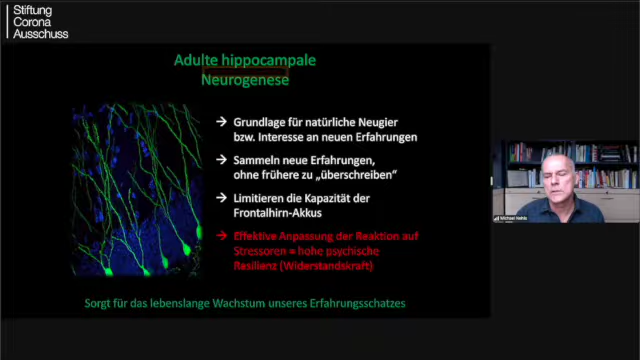 Stiftung
Corona
Ausschuss
Adulte hippocampale
Neurogenese
→ Grundlage für natürliche Neugier
bzw. Interesse an neuen Erfahrungen
→ Sammeln neue Erfahrungen,
ohne frühere zu „überschreiben“
→ Limitieren die Kapazität der
Frontalhirn-Akkus
→ Effektive Anpassung der Reaktion auf
Stressoren = hohe psychische
Resilienz (Widerstandskraft)
Sorgt für das lebenslange Wachstum unseres Erfahrungsschatzes
Michael Nehls